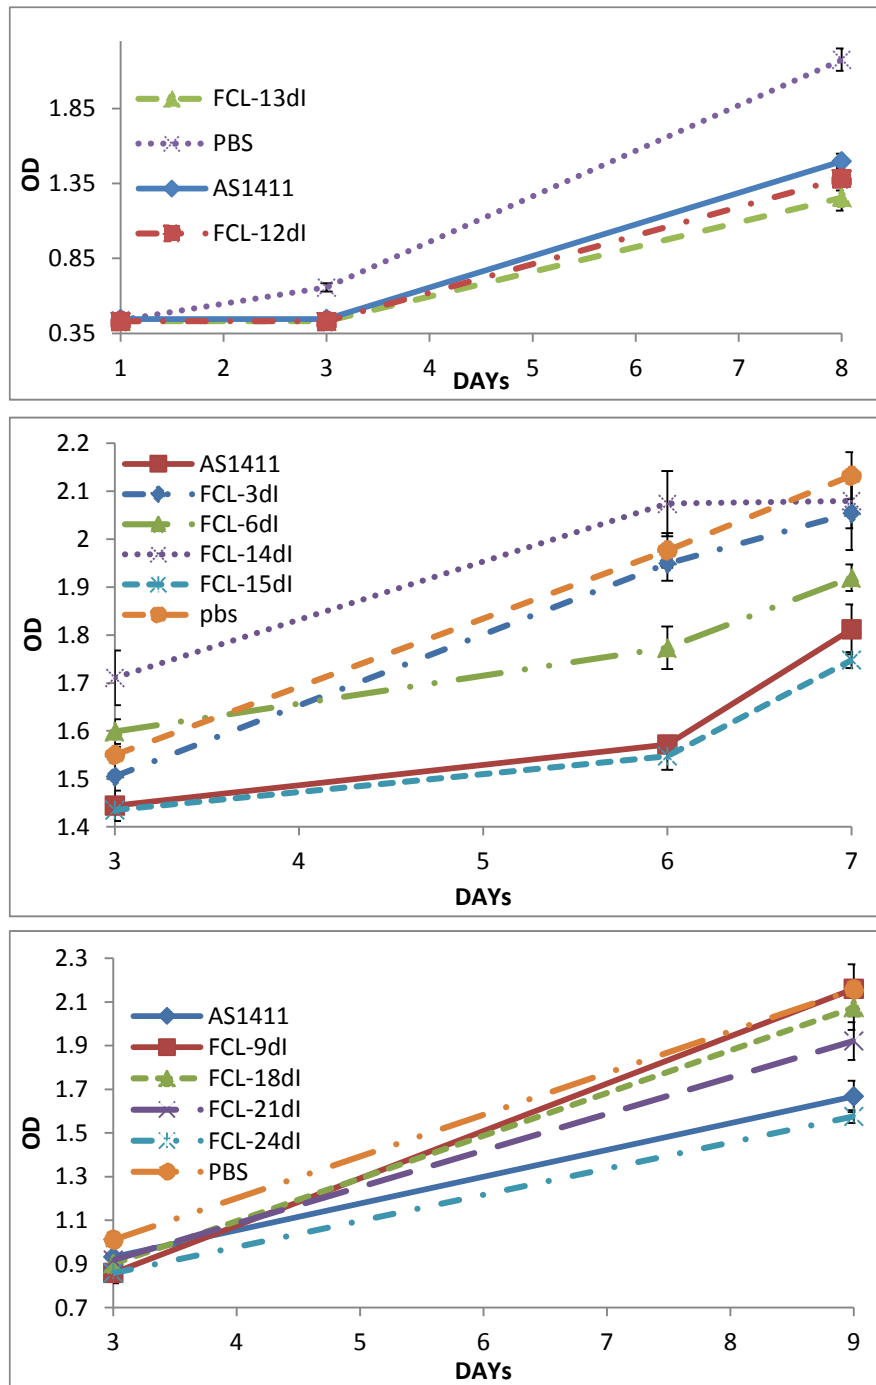 FCL-13dI
PBS
AS1411
FCL-12dI
OD
1.85
1.35
0.85
0.35
1 2 3 4 5 6 7 8
DAYs
2.2
2.1
2
1.9
1.8
1.7
1.6
1.5
1.4
AS1411
FCL-3dI
FCL-6dI
FCL-14dI
FCL-15dI
pbs
OD
3 4 5 6 7
DAYs
2.3
2.1
1.9
1.7
1.5
1.3
1.1
0.9
0.7
OD
AS1411
FCL-9dI
FCL-18dI
FCL-21dI
FCL-24dI
PBS
3 4 5 6 7 8 9
DAYs